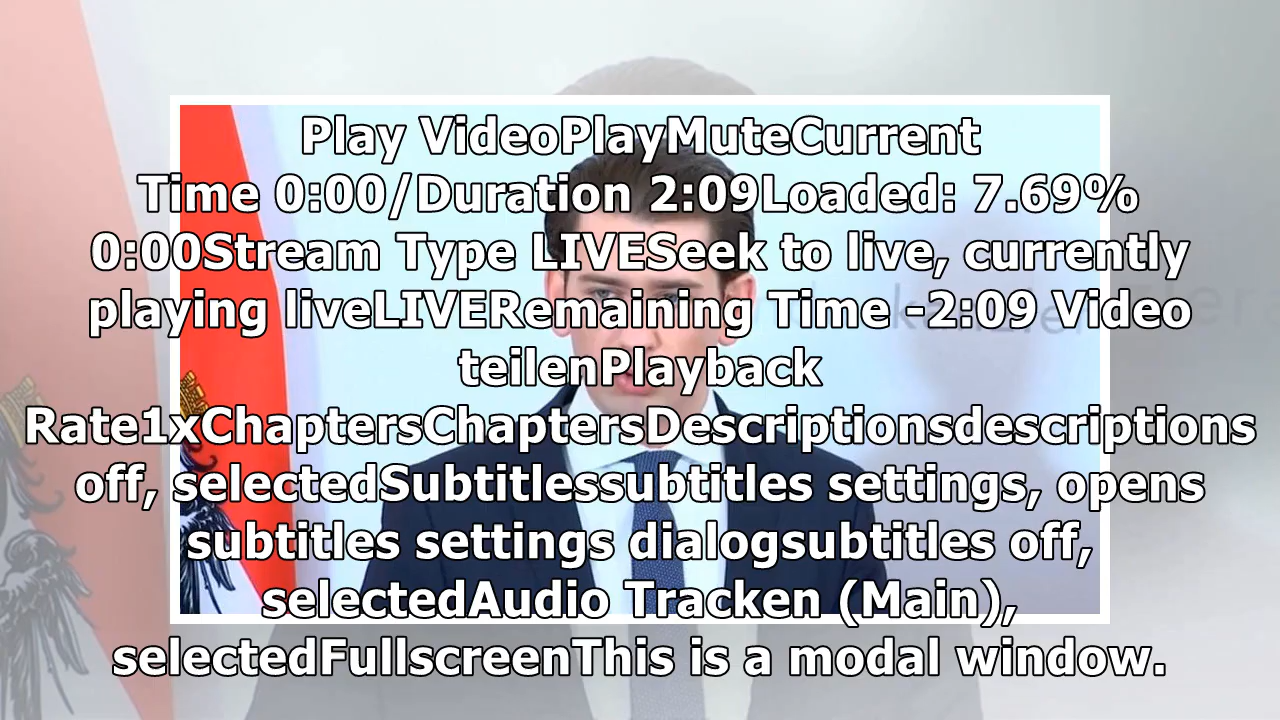 Play VideoPlayMuteCurrent
Time 0:00/Duration 2:09Loaded: 7.69%
0:00Stream Type LIVESeek to live, currently
playing liveLIVERemaining Time -2:09 Video
teilenPlayback
Rate1xChaptersChaptersDescriptionsdescriptions
off, selectedSubtitlessubtitles settings, opens
subtitles settings dialogsubtitles off,
selectedAudio Tracken (Main),
selectedFullscreenThis is a modal window.